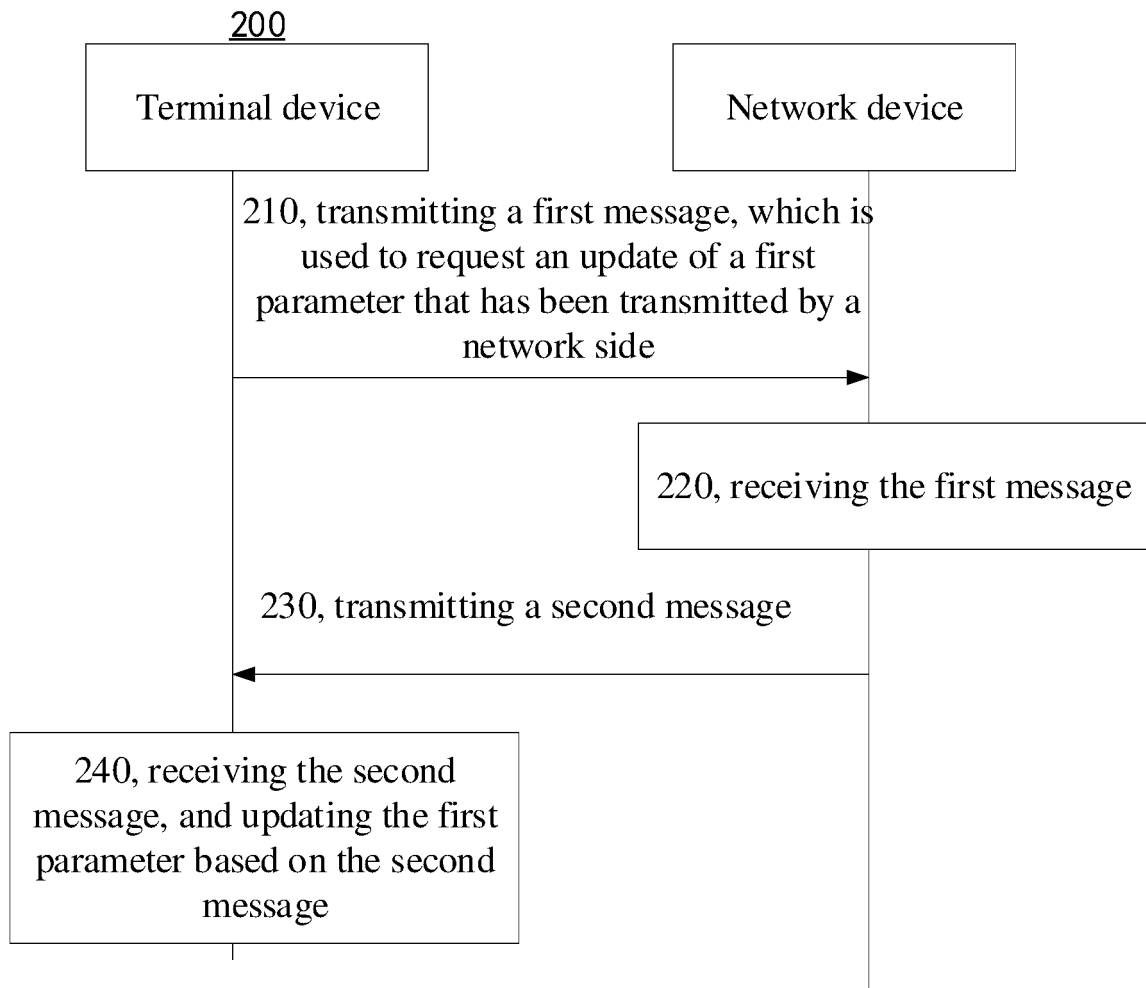 200
Terminal device
Network device
210, transmitting a first message, which is
used to request an update of a first
parameter that has been transmitted by a
network side
220, receiving the first message
230, transmitting a second message
240, receiving the second
message, and updating the first
parameter based on the second
message